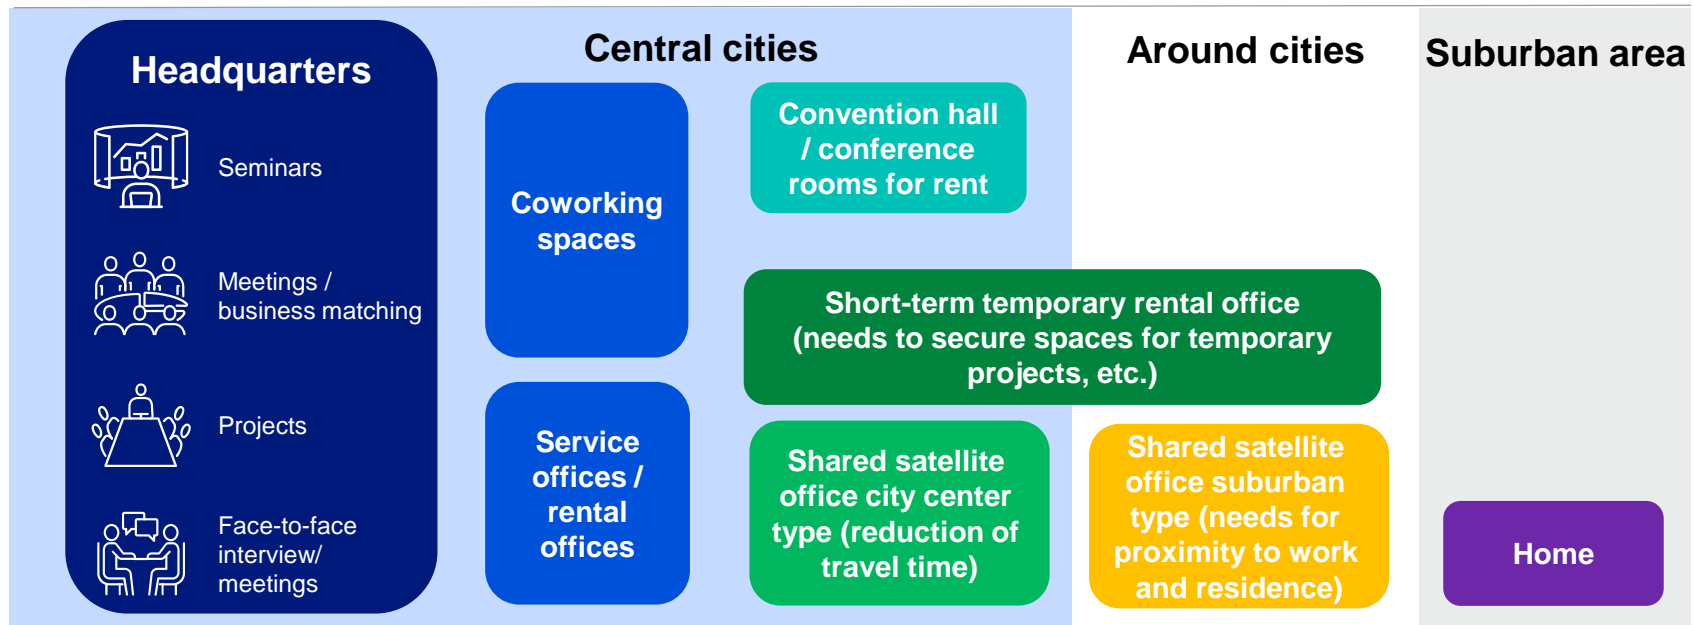 Headquarters
Seminars
Meetings /
business matching
Projects
Face-to-face
interview/
meetings
Central cities
Coworking
spaces
Service
offices /
rental
offices
Convention hall
/ conference
rooms for rent
Short-term temporary rental office
(needs to secure spaces for temporary
projects, etc.)
Shared satellite
office city center
type (reduction of
travel time)
Around cities
Shared satellite
office suburban
type (needs for
proximity to work
and residence)
Suburban area
Home